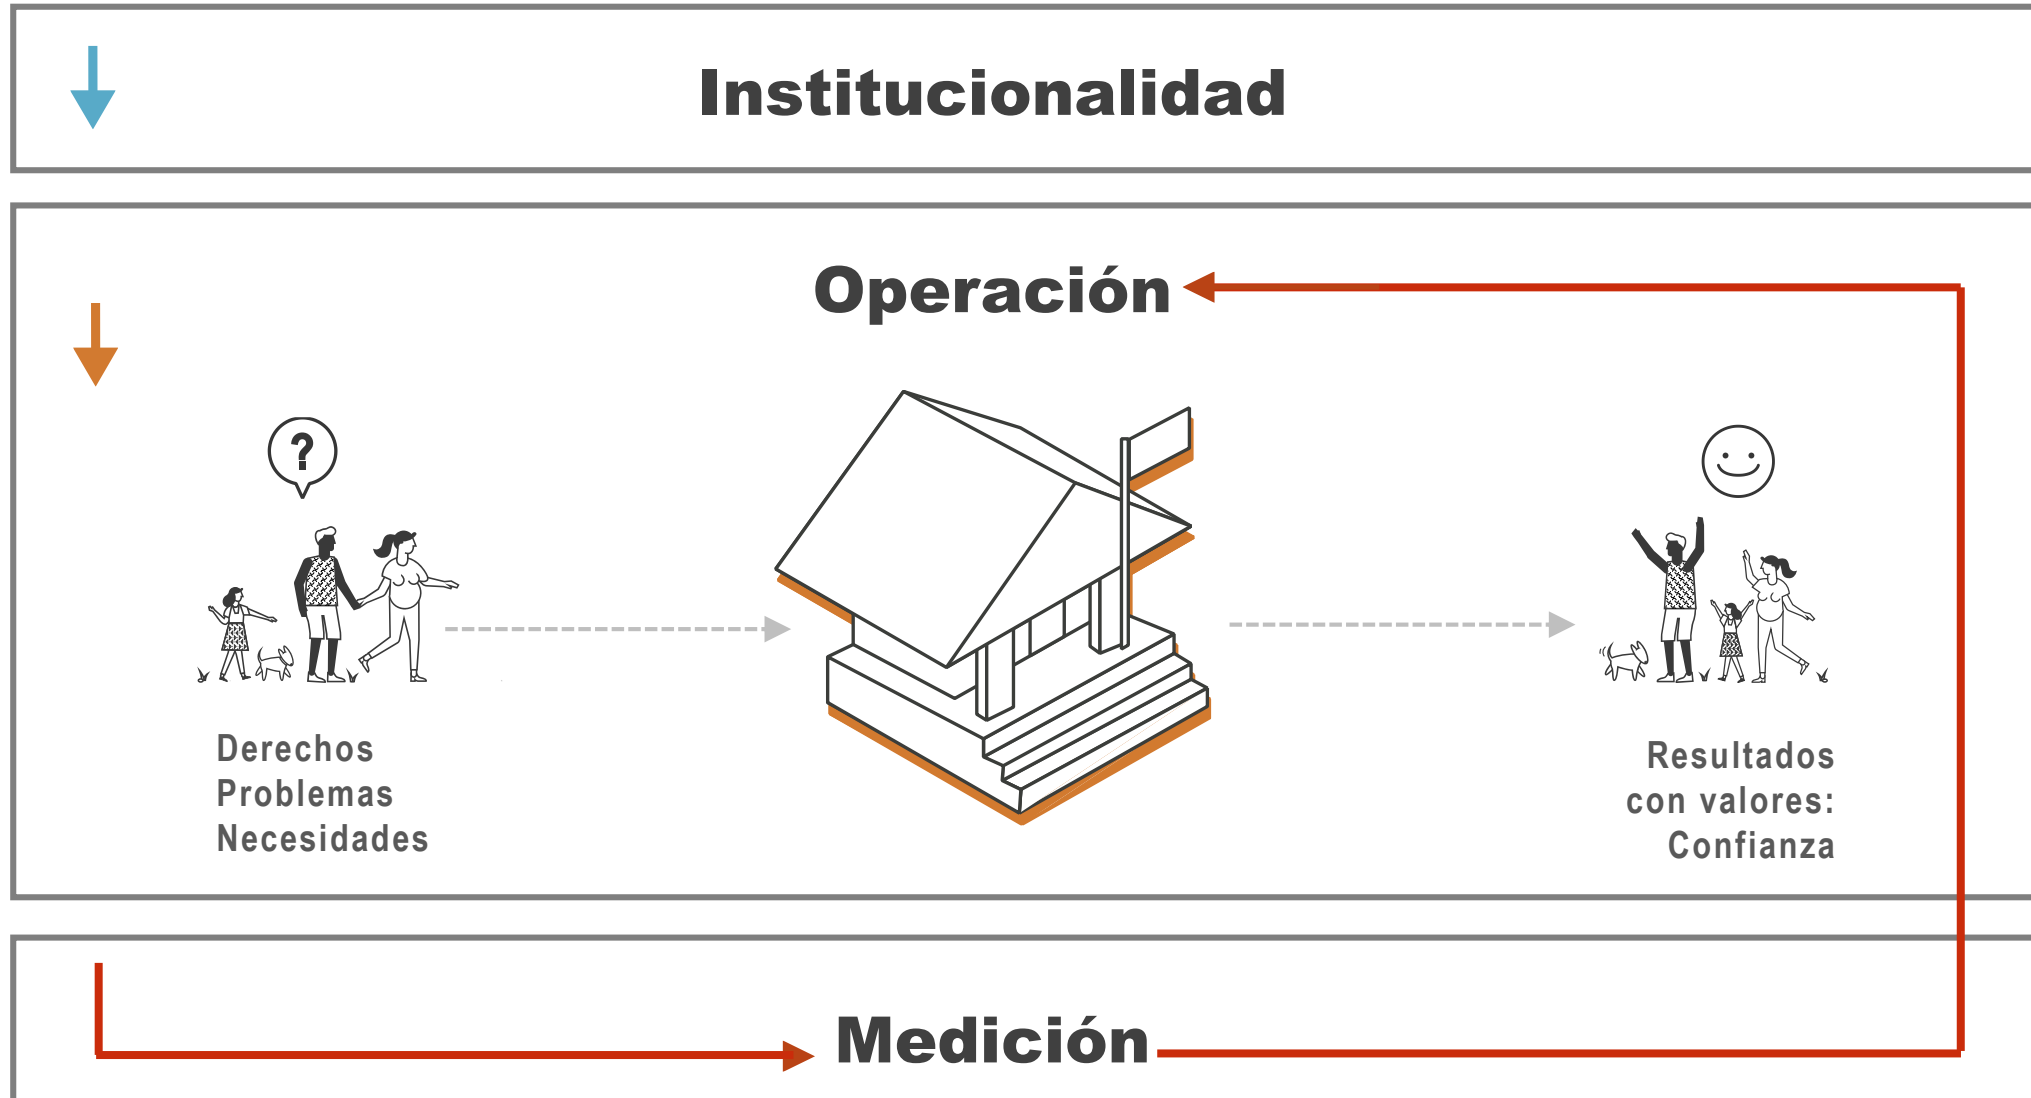 Institucionalidad
Operación
?
Derechos
Problemas
Necesidades
Resultados
con valores:
Confianza
Medición